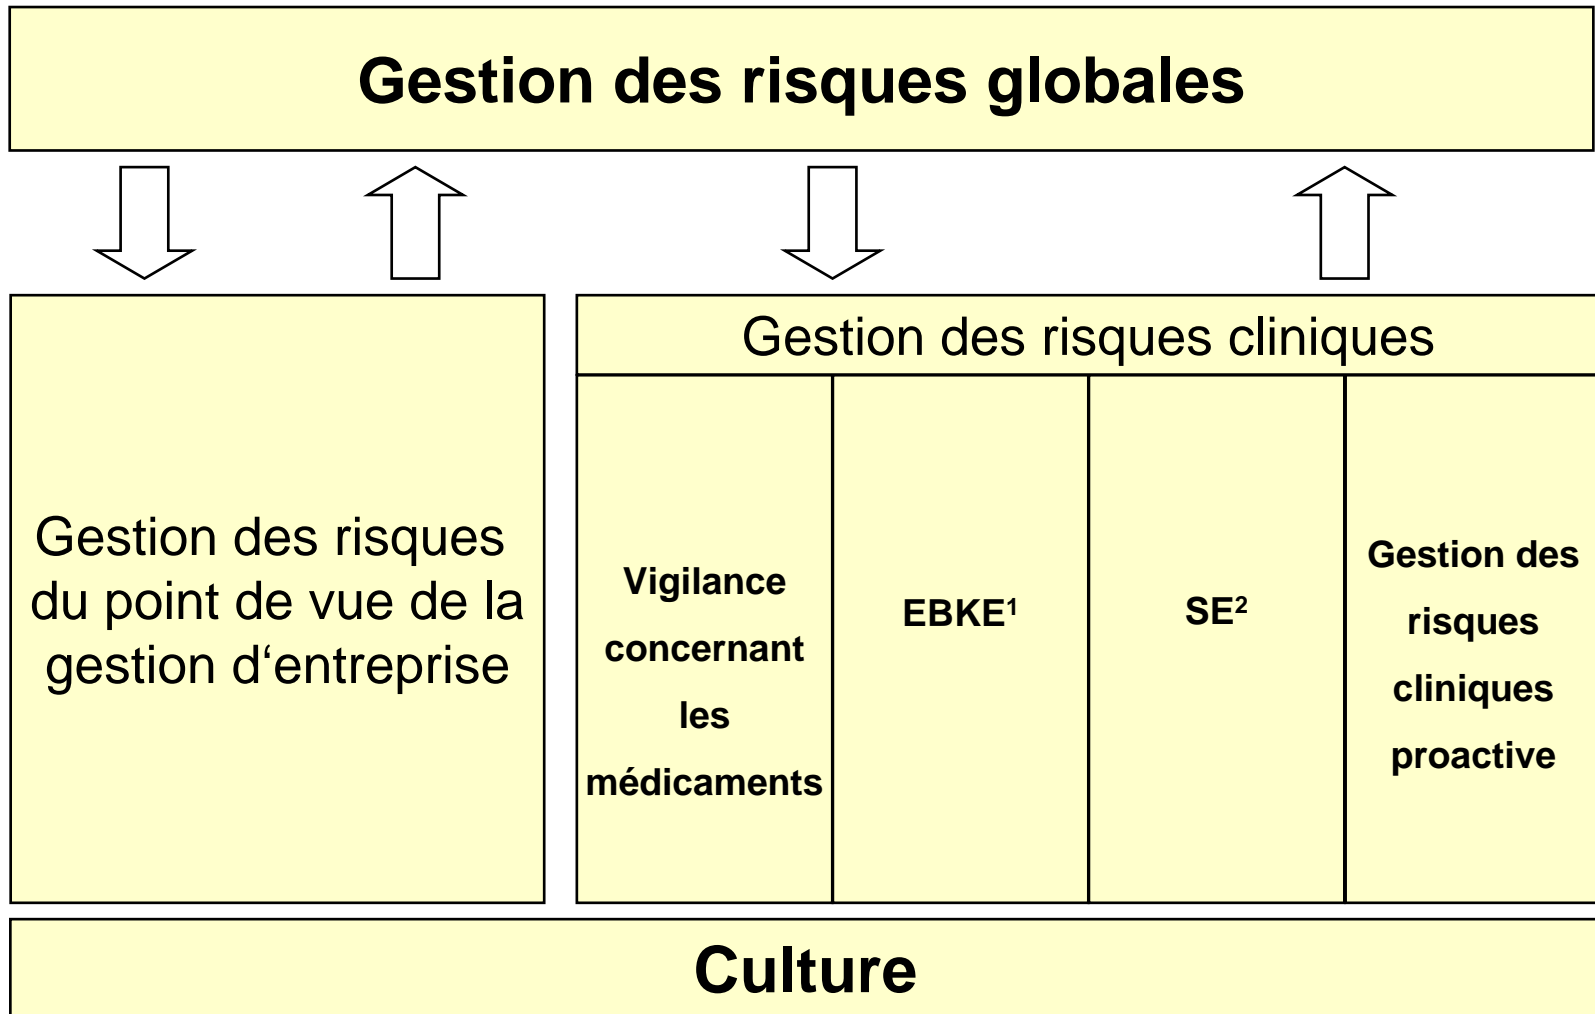 Gestion des risques globales
Gestion des risques
du point de vue de la
gestion d‘entreprise
Gestion des risques cliniques
Vigilance
concernant
les
médicaments
EBKE¹
SE²
Gestion des
risques
cliniques
proactive
Culture